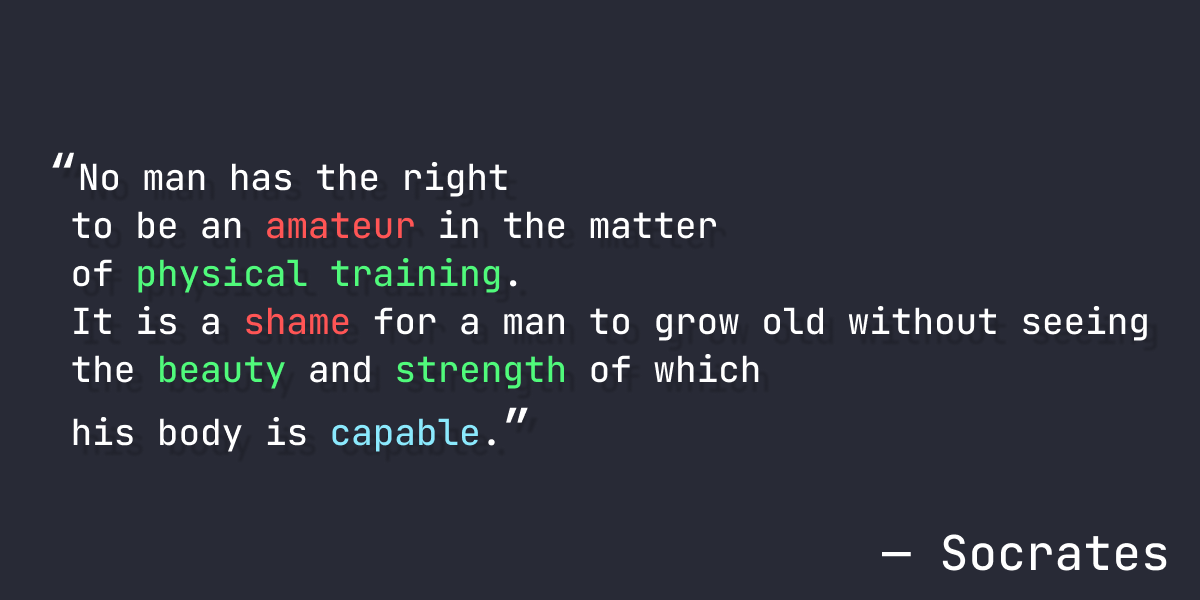 “No man has the right
to be an amateur in the matter
of physical training.
It is a shame for a man to grow old without seeing
the beauty and strength of which
his body is capable.”
— Socrates